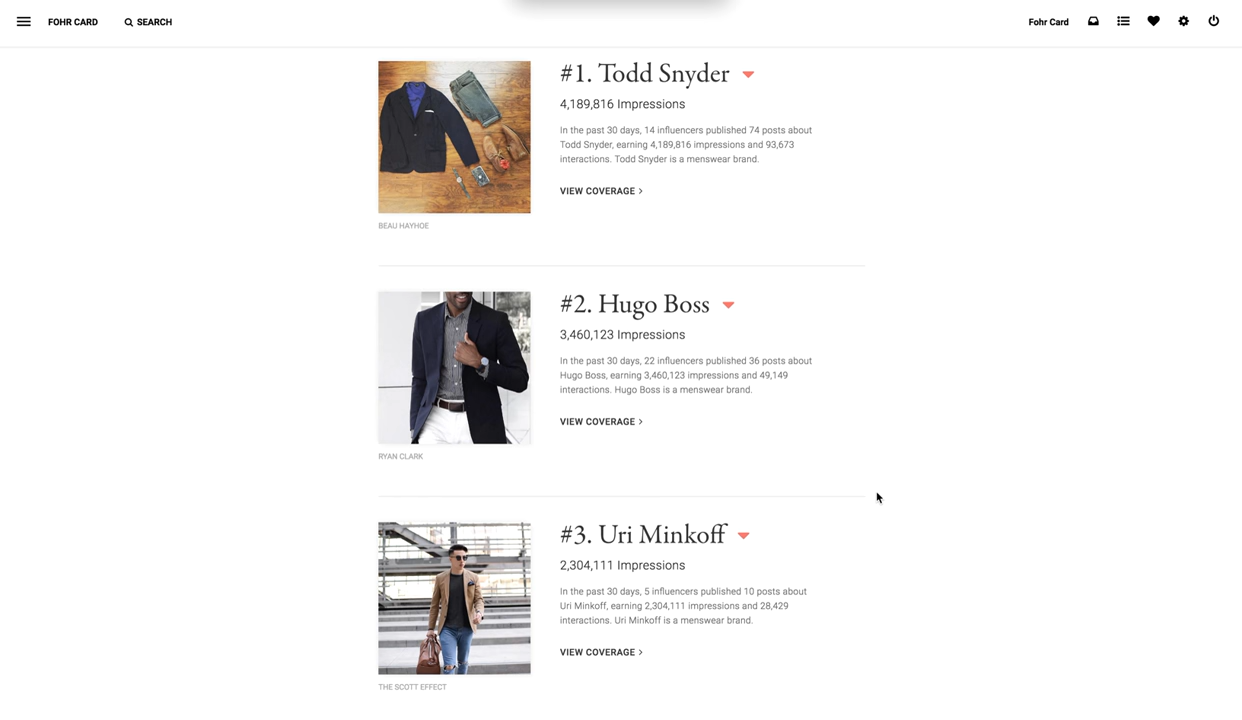 FOHR CARD
SEARCH
Fohr Card
#1. Todd Snyder
4,189,816 Impressions
In the past 30 days, 14 influencers published 74 posts about
Todd Snyder, earning 4,189,816 impressions and 93,673
interactions. Todd Snyder is a menswear brand.
VIEW COVERAGE >
BEAU HAYHOE
#2. Hugo Boss
3,460,123 Impressions
In the past 30 days, 22 influencers published 36 posts about
Hugo Boss, earning 3,460,123 impressions and 49,149
interactions. Hugo Boss is a menswear brand.
VIEW COVERAGE >
RYAN CLARK
#3. Uri Minkoff
2,304,111 Impressions
In the past 30 days, 5 influencers published 10 posts about
Uri Minkoff, earning 2,304,111 impressions and 28,429
interactions. Uri Minkoff is a menswear brand.
VIEW COVERAGE >
THE SCOTT EFFECT